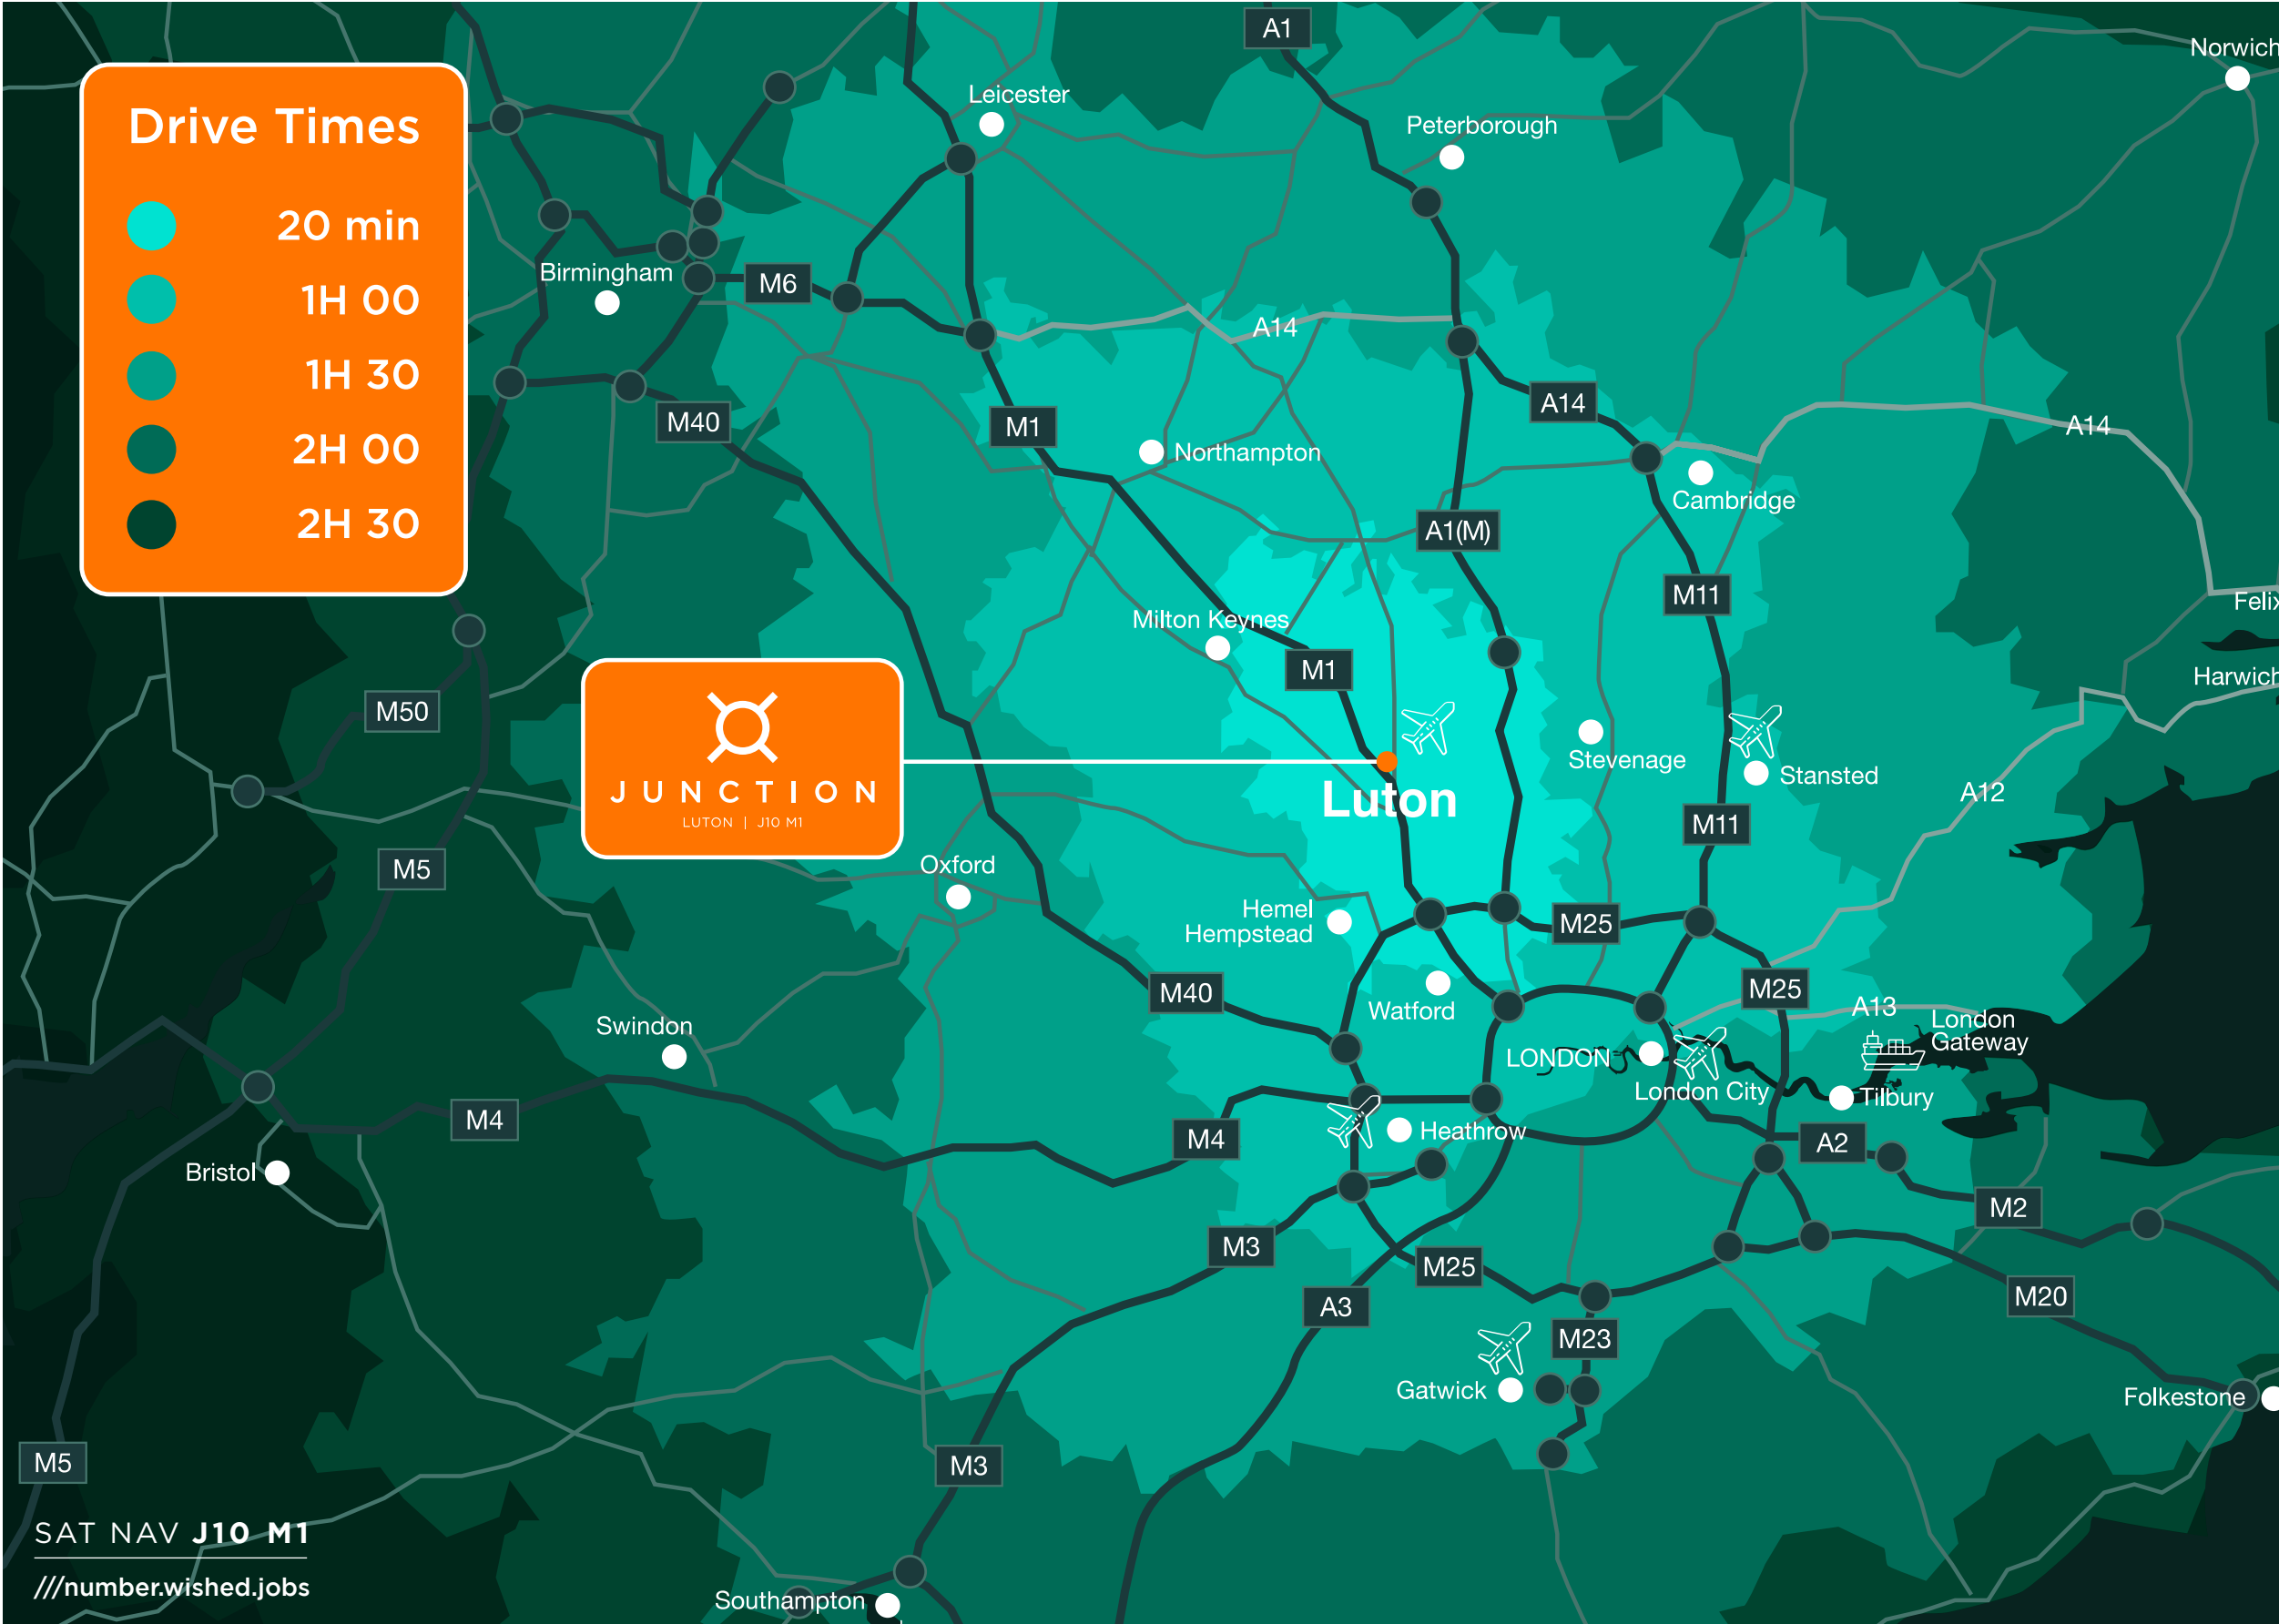 Drive Times
20 min
1H 00
1H 30
2H 00
2H 30
A1
Norwich
Leicester
Peterborough
Birmingham
M6
A14
M40
M1
A14
A14
Northampton
Cambridge
A1(M)
M11
Felix
Milton Keynes
M1
Harwich
M50
JUNCTION
LUTON | J10 M1
Luton
Stevenage
Stansted
A12
M11
M5
Oxford
Hemel
Hempstead
M25
M40
Watford
M25
A13
London
Gateway
Swindon
LONDON
London City
Tilbury
M4
M4
Heathrow
A2
Bristol
M2
M3
M25
A3
M20
M23
Gatwick
Folkestone
M5
M3
SAT NAV J10 M1
///number.wished.jobs
Southampton